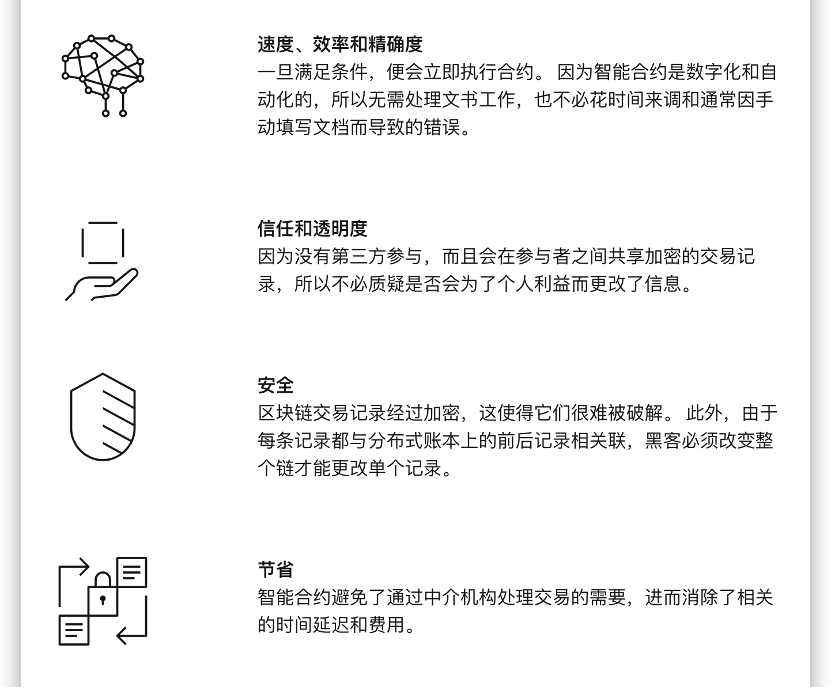 速度、效率和精确度
一旦满足条件，便会立即执行合约。 因为智能合约是数字化和自
动化的，所以无需处理文书工作，也不必花时间来调和通常因手
动填写文档而导致的错误。
信任和透明度
因为没有第三方参与，而且会在参与者之间共享加密的交易记
录，所以不必质疑是否会为了个人利益而更改了信息。
安全
区块链交易记录经过加密，这使得它们很难被破解。 此外，由于
每条记录都与分布式账本上的前后记录相关联，黑客必须改变整
个链才能更改单个记录。
节省
智能合约避免了通过中介机构处理交易的需要，进而消除了相关
的时间延迟和费用。